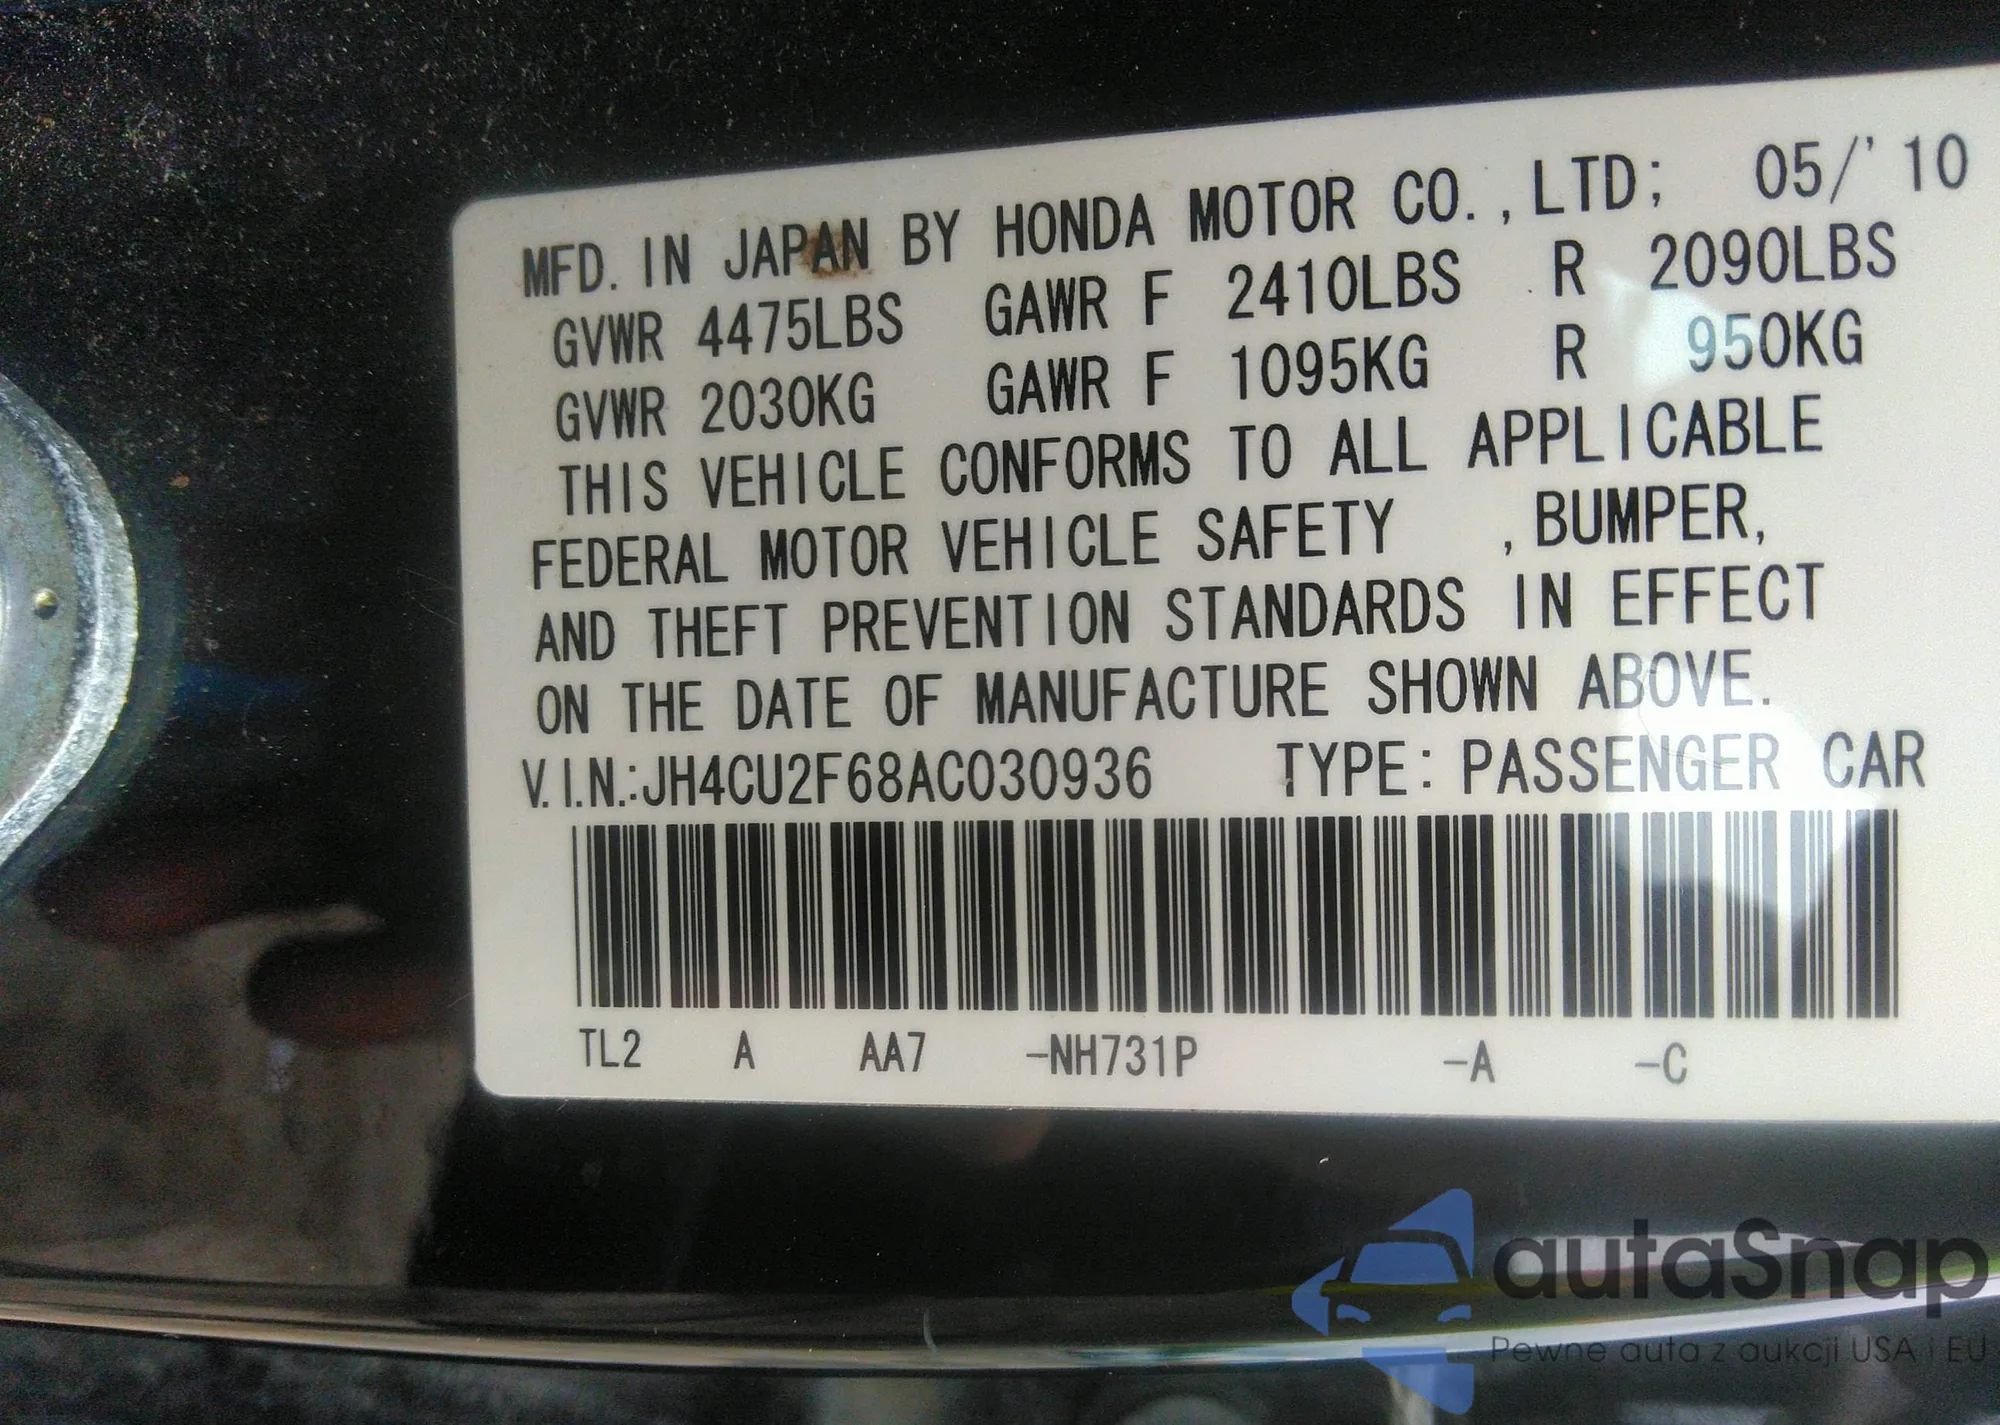 MFD. IN JAPAN BY HONDA MOTOR CO.,LTD; 05/'10
GVWR 4475LBS GAWR F 2410LBS R 2090LBS
GVWR 2030KG GAWR F 1095KG R 950KG
THIS VEHICLE CONFORMS TO ALL APPLICABLE
FEDERAL MOTOR VEHICLE SAFETY ,BUMPER,
AND THEFT PREVENTION STANDARDS IN EFFECT
ON THE DATE OF MANUFACTURE SHOWN ABOVE.
V.I.N.:JH4CU2F68AC030936 TYPE: PASSENGER CAR
TL2 A AA7 -NH731P -A -C
autaSnap
Pewne auta z aukcji USA i EU